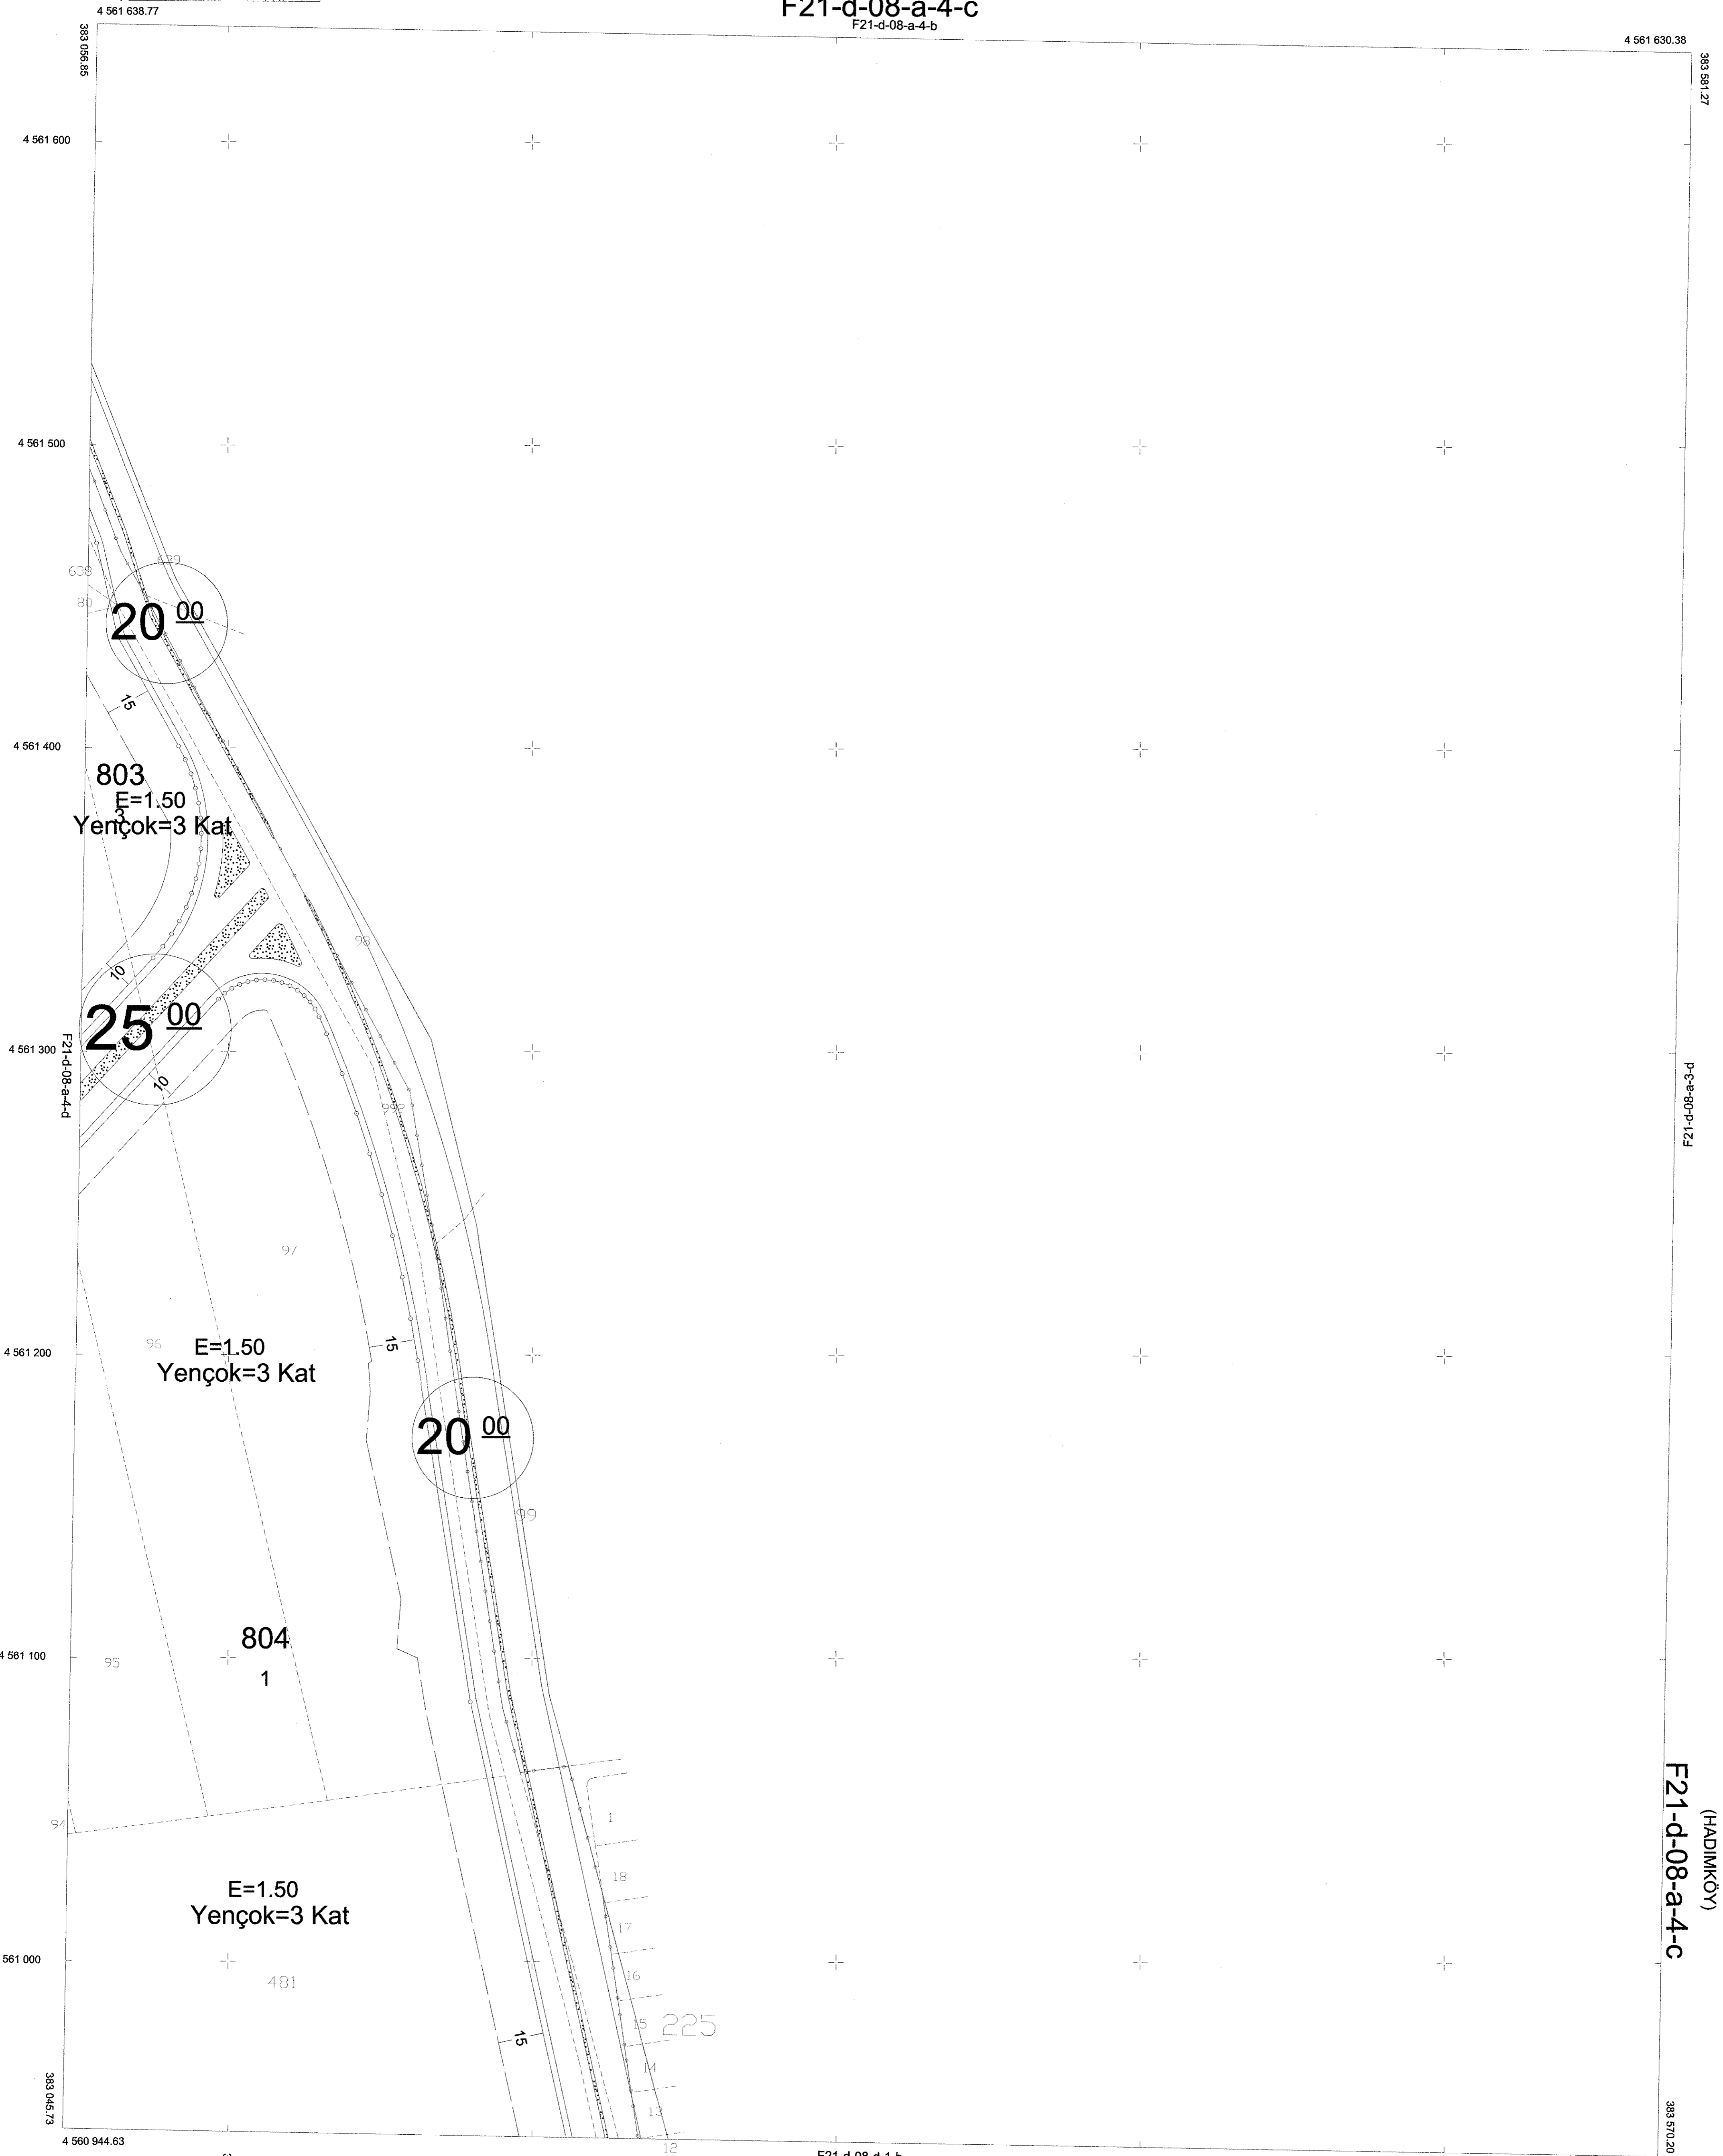 F21-d-08-a-4-c
F21-d-08-a-4-b
4 561 638.77
383 056.85
4 561 630.38
383 581.27
4 561 600
4 561 500
639
638
80
20 00
15
4 561 400
803
E=1.50
3
Yençok=3 Kat
98
10
25 00
4 561 300
F21-d-08-a-4-d
F21-d-08-a-3-d
10
97
96
E=1.50
Yençok=3 Kat
15
4 561 200
20 00
99
804
1
4 561 100
95
94
1
18
17
16
15
14
13
12
225
E=1.50
Yençok=3 Kat
561 000
481
15
(HADIMKÖY)
F21-d-08-a-4-c
383 045.73
4 560 944.63
383 570.20